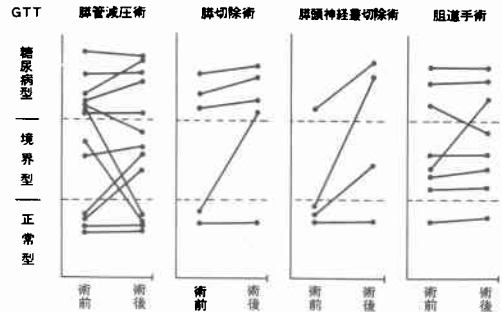 GTT 膵管減圧術 膵切除術 膵頭神経叢切除術 胆道手術
糖尿病型
境界型
正常型
術前 術後 術前 術後 術前 術後 術前 術後